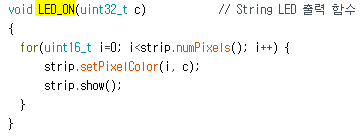 void LED_ON(uint32_t c)          // String LED 출력 함수
{
  for(uint16_t i=0; i<strip.numPixels(); i++) {
     strip.setPixelColor(i, c);
     strip.show();
  }
}